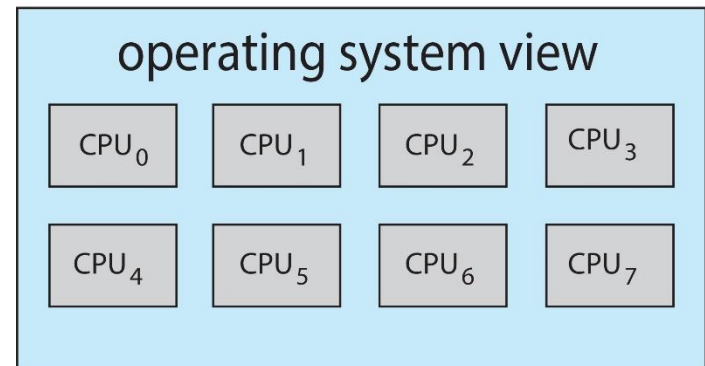 operating system view
CPU₀ CPU₁ CPU₂ CPU₃
CPU₄ CPU₅ CPU₆ CPU₇